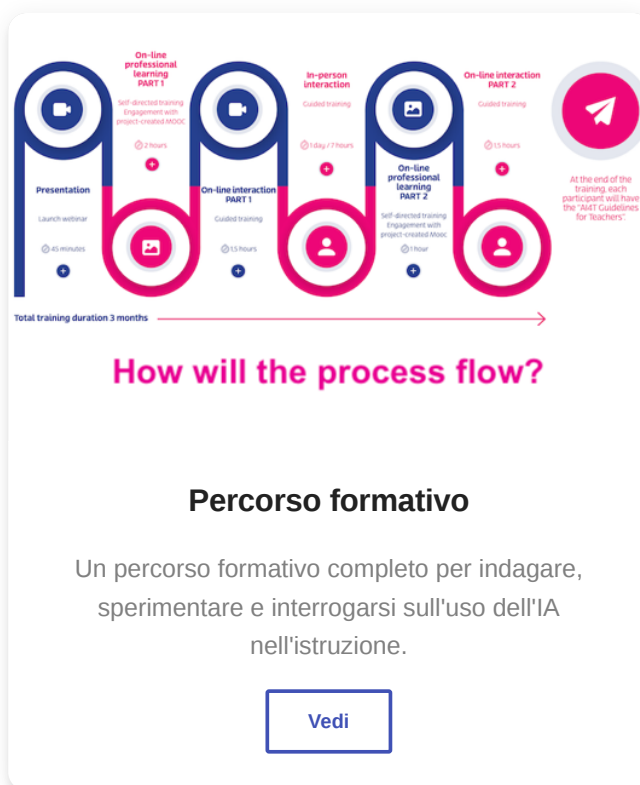 Presentation
Launch webinar
45 minutes
On-line
professional
learning
PART 1
Self-directed training
Engagement with
project-created MOOC
2 hours
On-line interaction
PART 1
Guided training
1,5 hours
In-person
interaction
Guided training
1 day / 7 hours
On-line
professional
learning
PART 2
Self-directed training
Engagement with
project-created Mooc
1 hour
On-line interaction
PART 2
Guided training
1,5 hours
At the end of the
training, each
participant will have
the "AI4T Guidelines
for Teachers".
Total training duration 3 months
How will the process flow?
Percorso formativo
Un percorso formativo completo per indagare,
sperimentare e interrogarsi sull'uso dell'IA
nell'istruzione.
Vedi